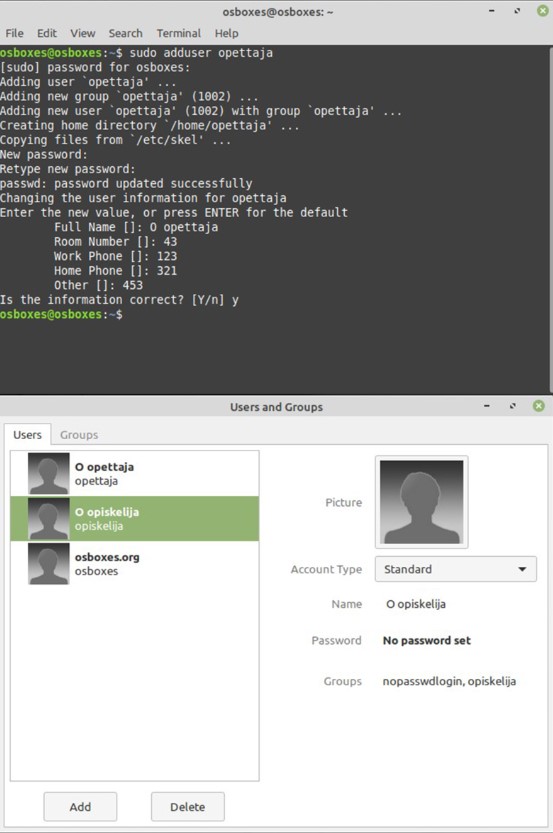 osboxes@osboxes: ~
File Edit View Search Terminal Help
osboxes@osboxes:~$ sudo adduser opettaja
[sudo] password for osboxes:
Adding user `opettaja' ...
Adding new group `opettaja' (1002) ...
Adding new user `opettaja' (1002) with group `opettaja' ...
Creating home directory `/home/opettaja' ...
Copying files from `/etc/skel' ...
New password:
Retype new password:
passwd: password updated successfully
Changing the user information for opettaja
Enter the new value, or press ENTER for the default
Full Name []: O opettaja
Room Number []: 43
Work Phone []: 123
Home Phone []: 321
Other []: 453
Is the information correct? [Y/n] y
osboxes@osboxes:~$
Users and Groups
Users Groups
O opettaja
opettaja
O opiskelija
opiskelija
osboxes.org
osboxes
Picture
Account Type Standard
Name O opiskelija
Password No password set
Groups nopasswdlogin, opiskelija
Add Delete